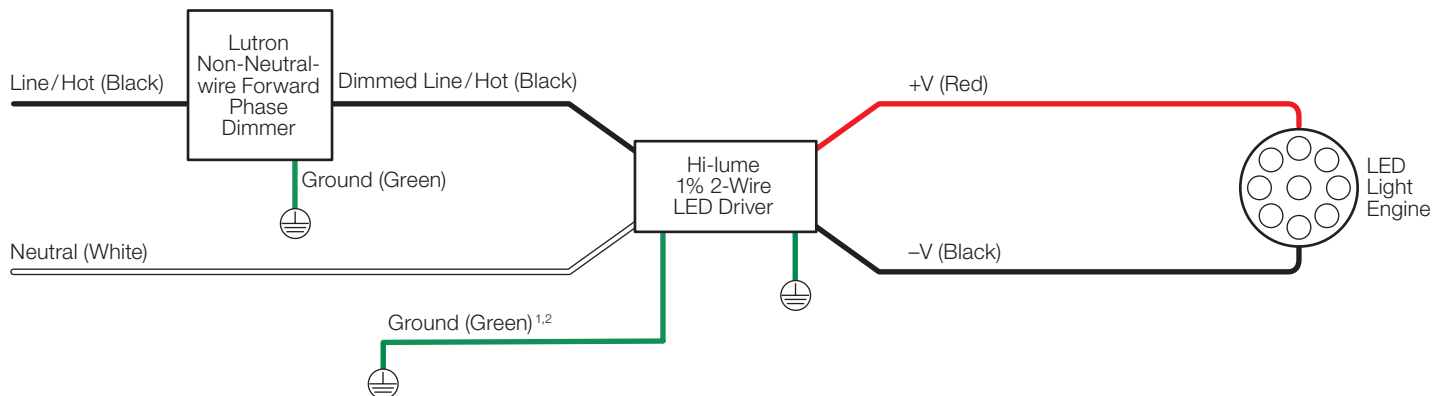 Lutron
Non-Neutral-
wire Forward
Phase
Dimmer
Line/Hot (Black)
Dimmed Line/Hot (Black)
Ground (Green)
Neutral (White)
Hi-lume
1% 2-Wire
LED Driver
+V (Red)
–V (Black)
LED
Light
Engine
Ground (Green) 1,2